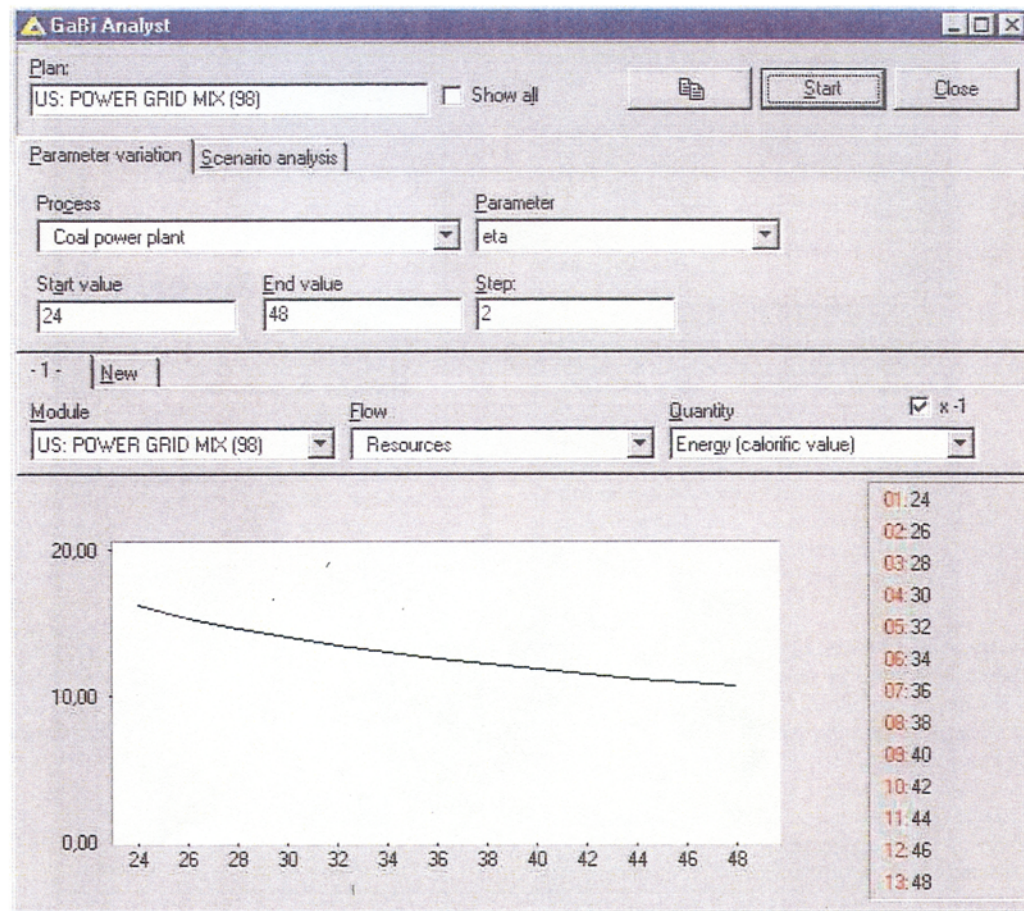 GaBi Analyst
Plan:
US: POWER GRID MIX (98)
Show all
Start
Close
Parameter variation
Scenario analysis
Process
Parameter
Coal power plant
eta
Start value
End value
Step:
24
48
2
- 1 -
New
Module
Flow
Quantity
x -1
US: POWER GRID MIX (98)
Resources
Energy (calorific value)
20,00
10,00
0,00
24 26 28 30 32 34 36 38 40 42 44 46 48
01: 24
02: 26
03: 28
04: 30
05: 32
06: 34
07: 36
08: 38
09: 40
10: 42
11: 44
12: 46
13: 48